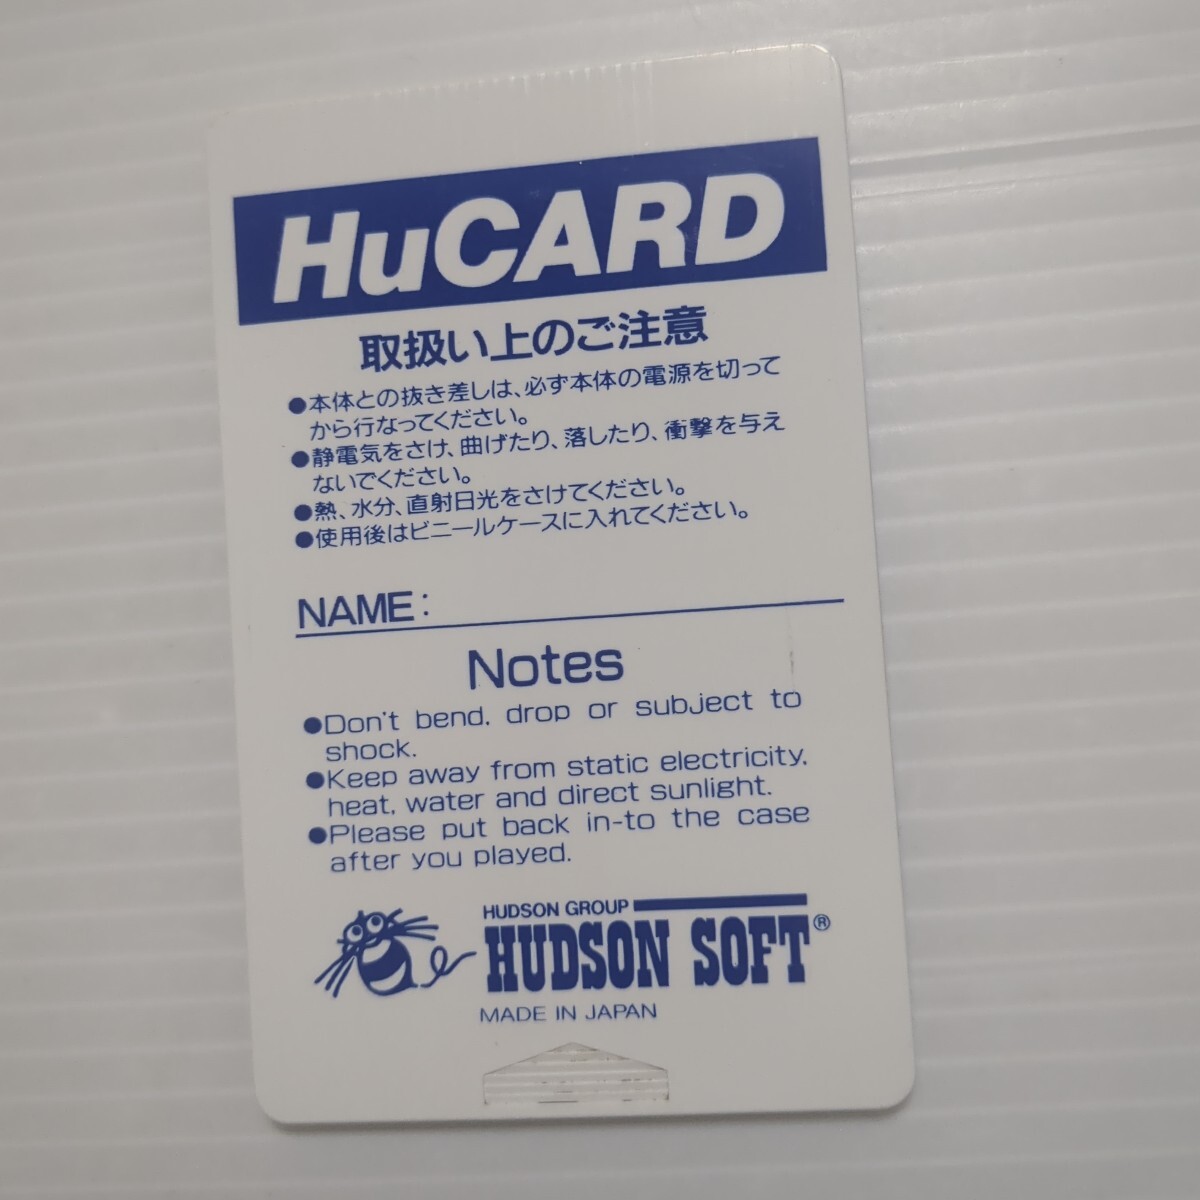 HuCARD
取扱い上のご注意
●本体との抜き差しは、必ず本体の電源を切って
から行なってください。
●静電気をさけ、曲げたり、落したり、衝撃を与え
ないでください。
●熱、水分、直射日光をさけてください。
●使用後はビニールケースに入れてください。
NAME:
Notes
●Don't bend, drop or subject to
shock.
●Keep away from static electricity,
heat, water and direct sunlight.
●Please put back in-to the case
after you played.
HUDSON GROUP
HUDSON SOFT®
MADE IN JAPAN